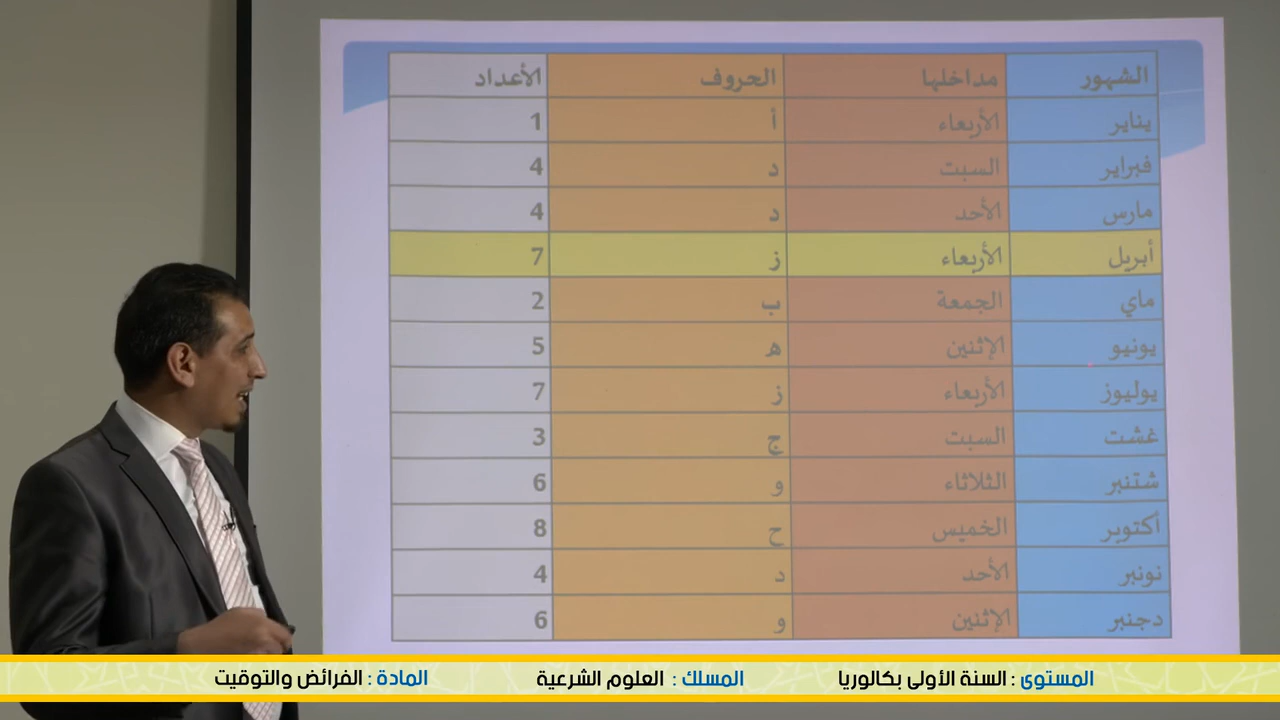 الشهور مداخلها الحروف الأعداد
يناير الأربعاء أ 1
فبراير السبت د 4
مارس الأحد د 4
أبريل الأربعاء ز 7
ماي الجمعة ب 2
يونيو الإثنين ه 5
يوليوز الأربعاء ز 7
غشت السبت ج 3
شتنبر الثلاثاء و 6
أكتوبر الخميس ح 8
نونبر الأحد د 4
دجنبر الإثنين و 6
المستوى : السنة الأولى بكالوريا المسلك : العلوم الشرعية المادة : الفرائض والتوقيت